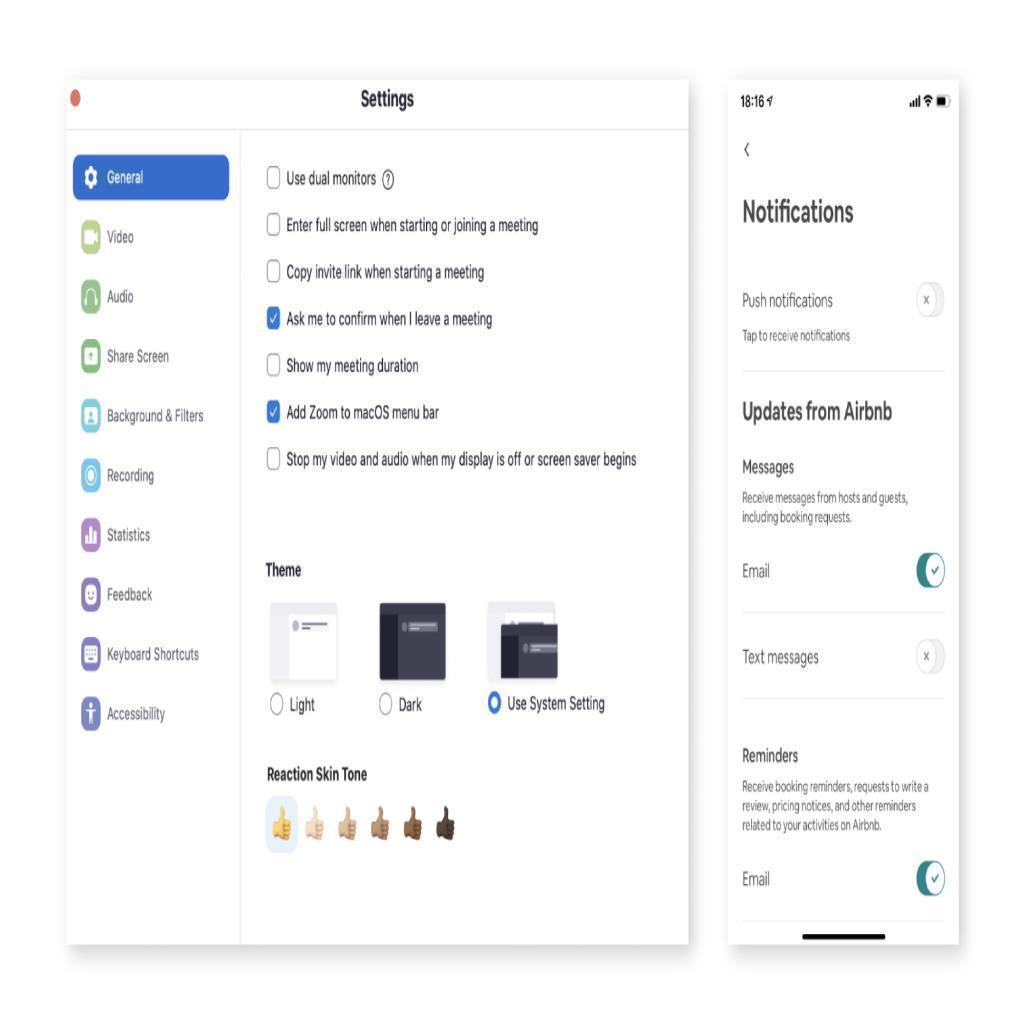 Settings
General
Video
Audio
Share Screen
Background & Filters
Recording
Statistics
Feedback
Keyboard Shortcuts
Accessibility
Use dual monitors ?
Enter full screen when starting or joining a meeting
Copy invite link when starting a meeting
Ask me to confirm when I leave a meeting
Show my meeting duration
Add Zoom to macOS menu bar
Stop my video and audio when my display is off or screen saver begins
Theme
Light
Dark
Use System Setting
Reaction Skin Tone
18:16
Notifications
Push notifications
Tap to receive notifications
Updates from Airbnb
Messages
Receive messages from hosts and guests,
including booking requests.
Email
Text messages
Reminders
Receive booking reminders, requests to write a
review, pricing notices, and other reminders
related to your activities on Airbnb.
Email